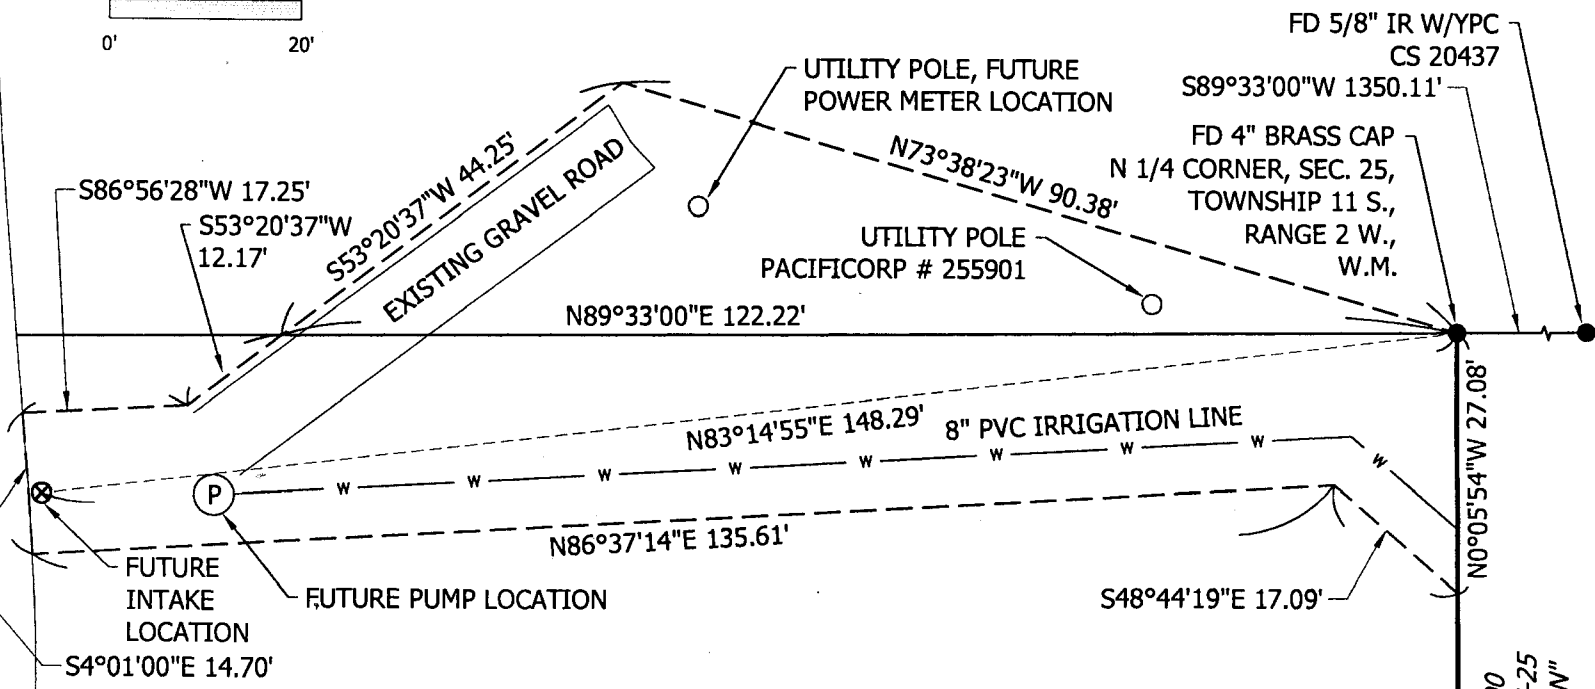 0'
20'
FD 5/8" IR W/YPC
CS 20437
S89°33'00"W 1350.11'
UTILITY POLE, FUTURE
POWER METER LOCATION
FD 4" BRASS CAP
N 1/4 CORNER, SEC. 25,
TOWNSHIP 11 S.,
RANGE 2 W.,
W.M.
N73°38'23"W 90.38'
S86°56'28"W 17.25'
S53°20'37"W
12.17'
S53°20'37"W 44.25'
EXISTING GRAVEL ROAD
UTILITY POLE
PACIFICORP # 255901
N89°33'00"E 122.22'
N83°14'55"E 148.29'
8" PVC IRRIGATION LINE
W W W W W W W W W
P
N0°05'54"W 27.08'
N86°37'14"E 135.61'
FUTURE
INTAKE
LOCATION
FUTURE PUMP LOCATION
S48°44'19"E 17.09'
S4°01'00"E 14.70'
-25
N"